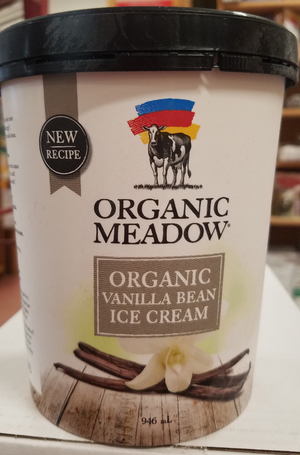 NEW
RECIPE
ORGANIC
MEADOW®
ORGANIC
VANILLA BEAN
ICE CREAM
946 mL